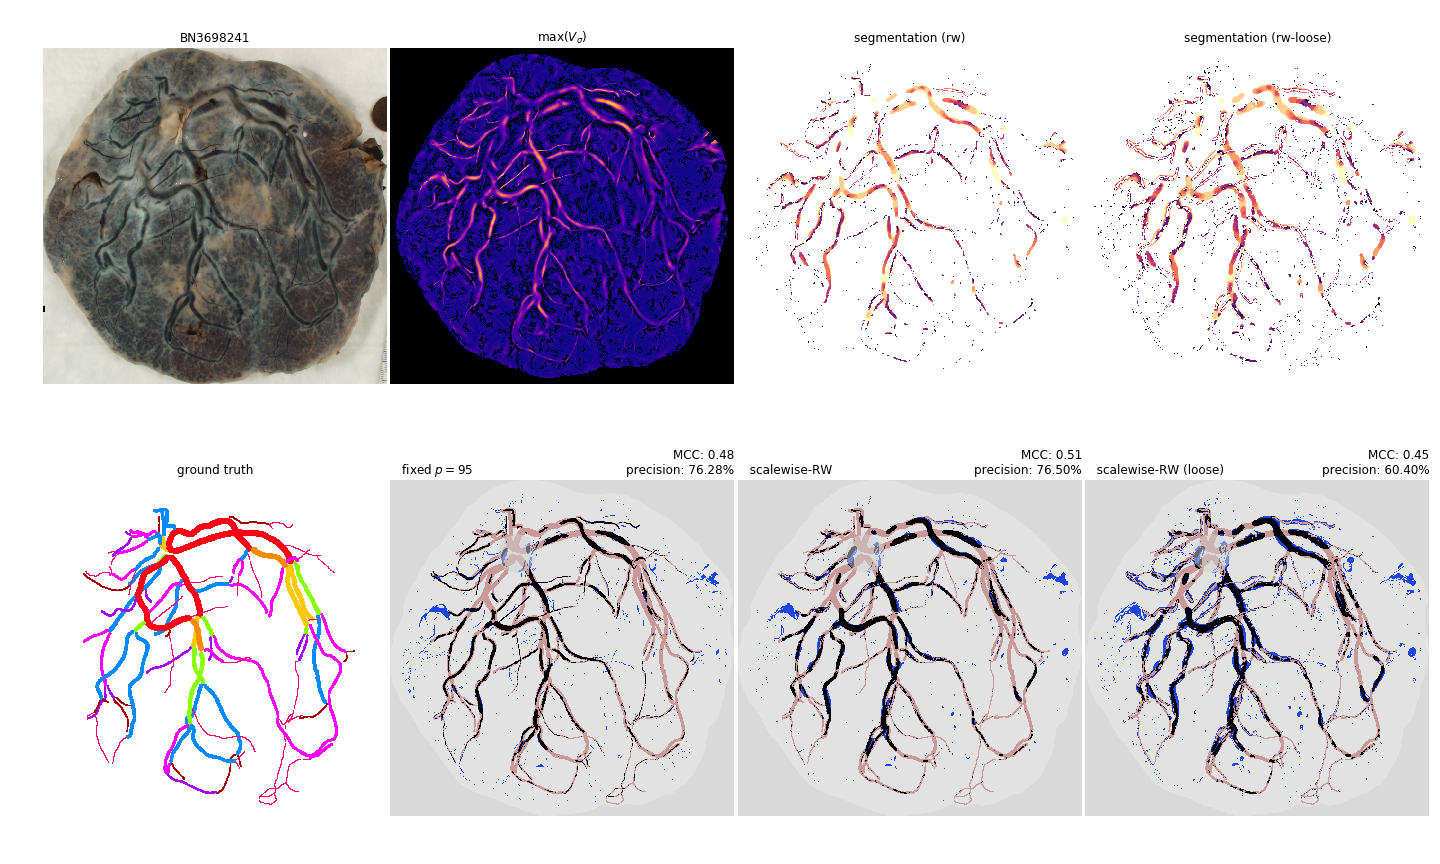 BN3698241
max(Vσ)
segmentation (rw)
segmentation (rw-loose)
ground truth
fixed p = 95
MCC: 0.48
precision: 76.28%
scalewise-RW
MCC: 0.51
precision: 76.50%
scalewise-RW (loose)
MCC: 0.45
precision: 60.40%